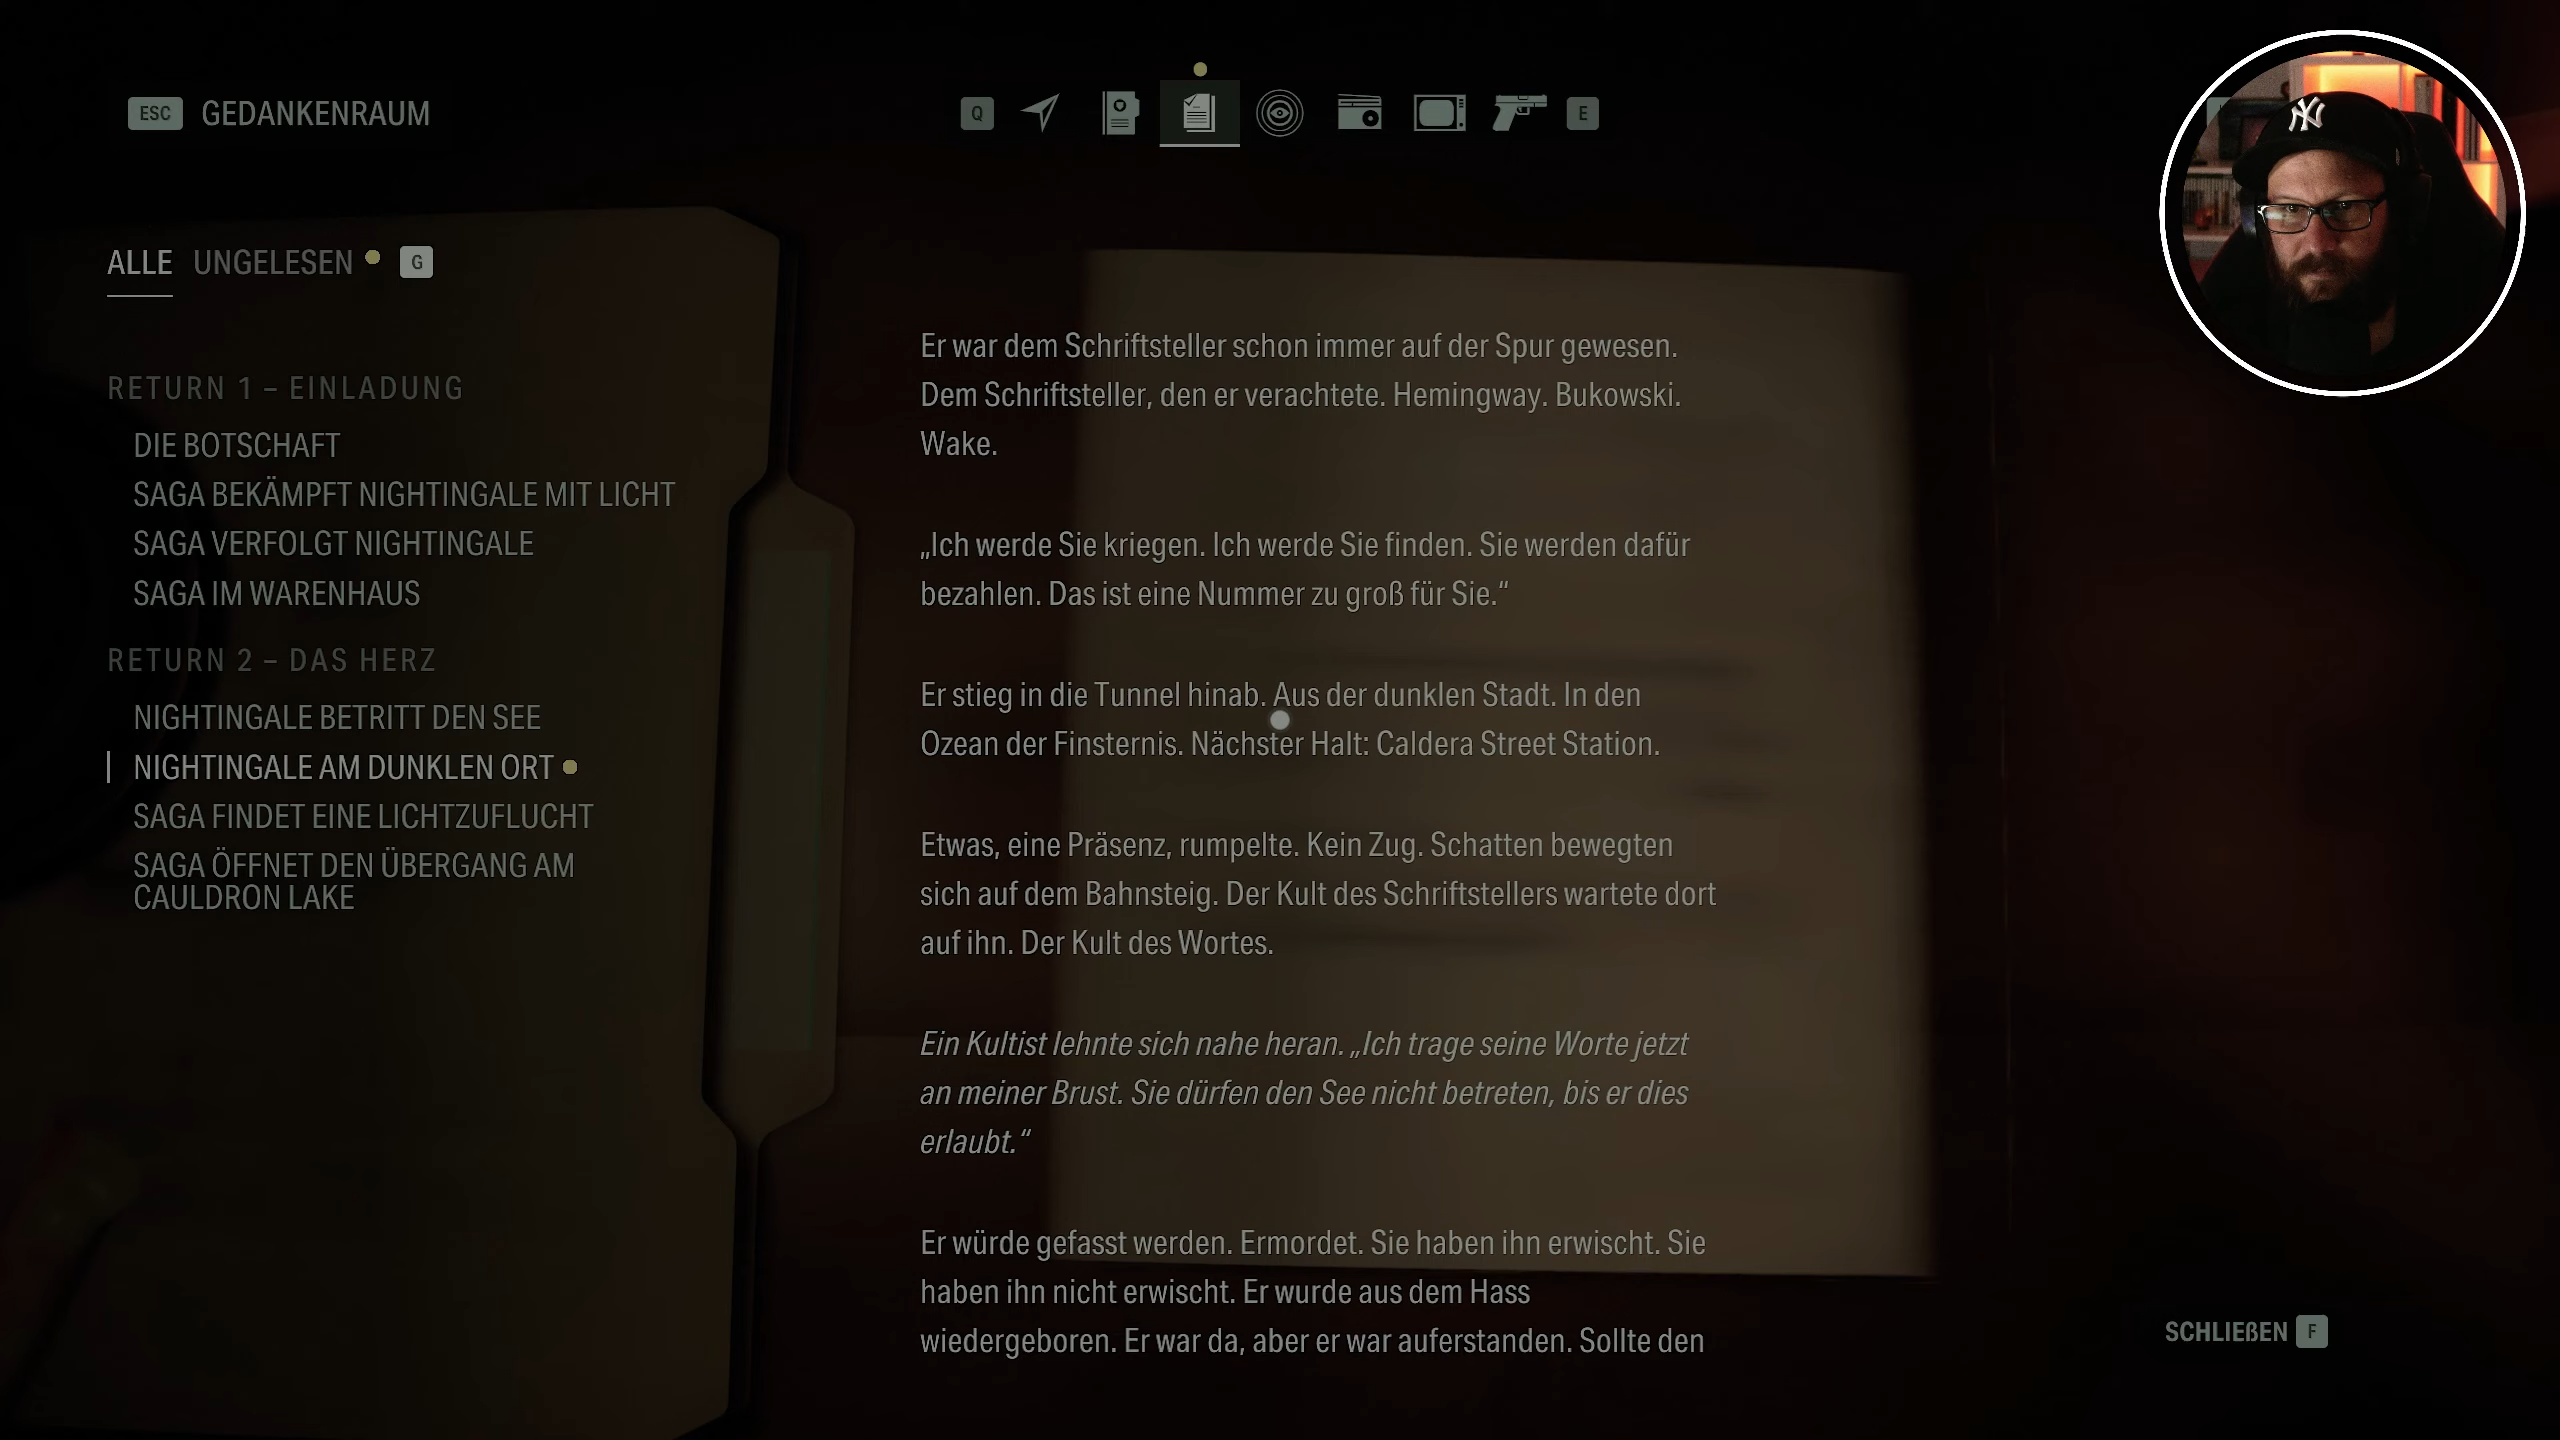 ESC GEDANKENRAUM
Q
E
NY
ALLE UNGELESEN G
RETURN 1 – EINLADUNG
DIE BOTSCHAFT
SAGA BEKÄMPFT NIGHTINGALE MIT LICHT
SAGA VERFOLGT NIGHTINGALE
SAGA IM WARENHAUS
RETURN 2 – DAS HERZ
NIGHTINGALE BETRITT DEN SEE
NIGHTINGALE AM DUNKLEN ORT
SAGA FINDET EINE LICHTZUFLUCHT
SAGA ÖFFNET DEN ÜBERGANG AM
CAULDRON LAKE
Er war dem Schriftsteller schon immer auf der Spur gewesen.
Dem Schriftsteller, den er verachtete. Hemingway. Bukowski.
Wake.
„Ich werde Sie kriegen. Ich werde Sie finden. Sie werden dafür
bezahlen. Das ist eine Nummer zu groß für Sie.“
Er stieg in die Tunnel hinab. Aus der dunklen Stadt. In den
Ozean der Finsternis. Nächster Halt: Caldera Street Station.
Etwas, eine Präsenz, rumpelte. Kein Zug. Schatten bewegten
sich auf dem Bahnsteig. Der Kult des Schriftstellers wartete dort
auf ihn. Der Kult des Wortes.
Ein Kultist lehnte sich nahe heran. „Ich trage seine Worte jetzt
an meiner Brust. Sie dürfen den See nicht betreten, bis er dies
erlaubt.“
Er würde gefasst werden. Ermordet. Sie haben ihn erwischt. Sie
haben ihn nicht erwischt. Er wurde aus dem Hass
wiedergeboren. Er war da, aber er war auferstanden. Sollte den
SCHLIEẞEN F